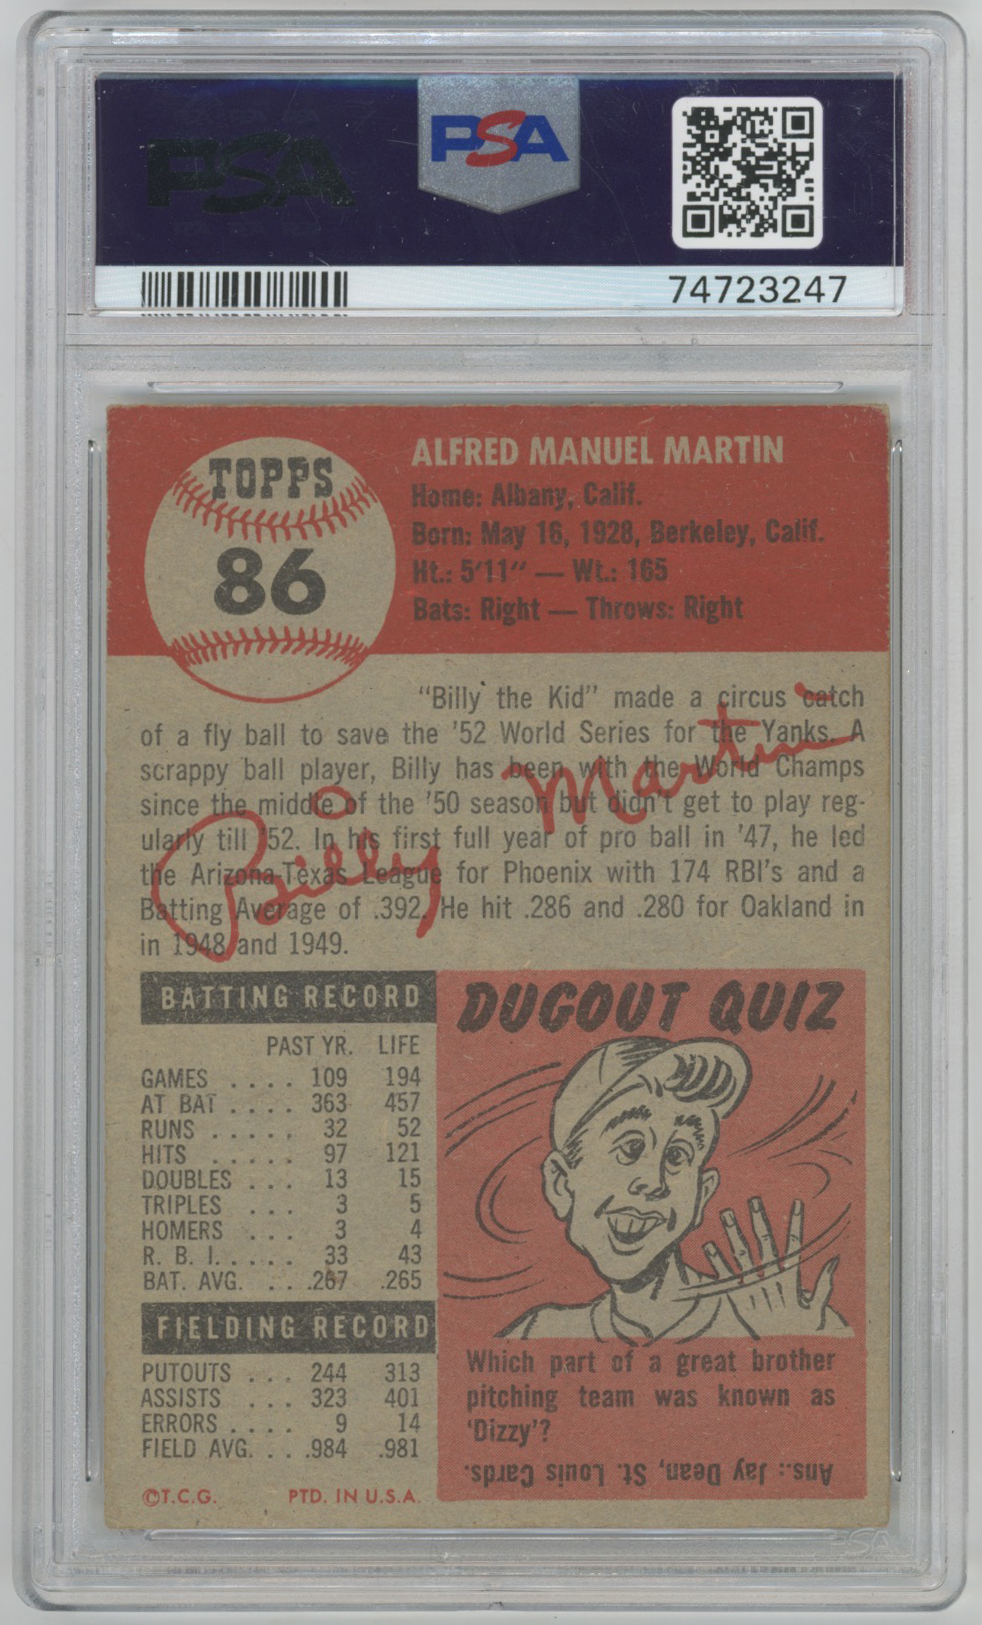 PSA
PSA
74723247
TOPPS
86
ALFRED MANUEL MARTIN
Home: Albany, Calif.
Born: May 16, 1928, Berkeley, Calif.
Ht.: 5'11" — Wt.: 165
Bats: Right — Throws: Right
"Billy the Kid" made a circus catch
of a fly ball to save the '52 World Series for the Yanks. A
scrappy ball player, Billy has been with the World Champs
since the middle of the '50 season but didn't get to play reg-
ularly till '52. In his first full year of pro ball in '47, he led
the Arizona-Texas League for Phoenix with 174 RBI's and a
Batting Average of .392. He hit .286 and .280 for Oakland in
in 1948 and 1949.
Billy Martin
BATTING RECORD
PAST YR. LIFE
GAMES .... 109 194
AT BAT .... 363 457
RUNS ..... 32 52
HITS ..... 97 121
DOUBLES ... 13 15
TRIPLES ... 3 5
HOMERS ... 3 4
R. B. I. .... 33 43
BAT. AVG. ...267 .265
FIELDING RECORD
PUTOUTS ... 244 313
ASSISTS .... 323 401
ERRORS .... 9 14
FIELD AVG. ...984 .981
©T.C.G. PTD. IN U.S.A.
DUGOUT QUIZ
Which part of a great brother
pitching team was known as
'Dizzy'?
Ans.: Jay Dean, St. Louis Cards.